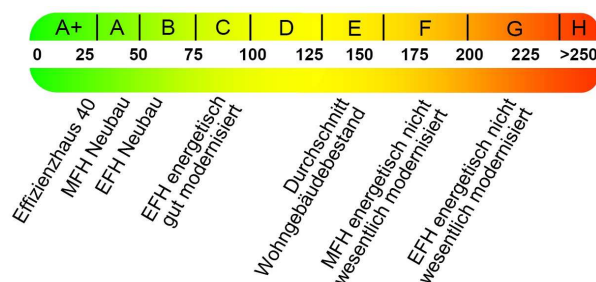 A+ A B C D E F G H
0 25 50 75 100 125 150 175 200 225 >250
Effizienzhaus 40
MFH Neubau
EFH Neubau
EFH energetisch
gut modernisiert
Durchschnitt
Wohngebäudebestand
MFH energetisch nicht
wesentlich modernisiert
EFH energetisch nicht
wesentlich modernisiert